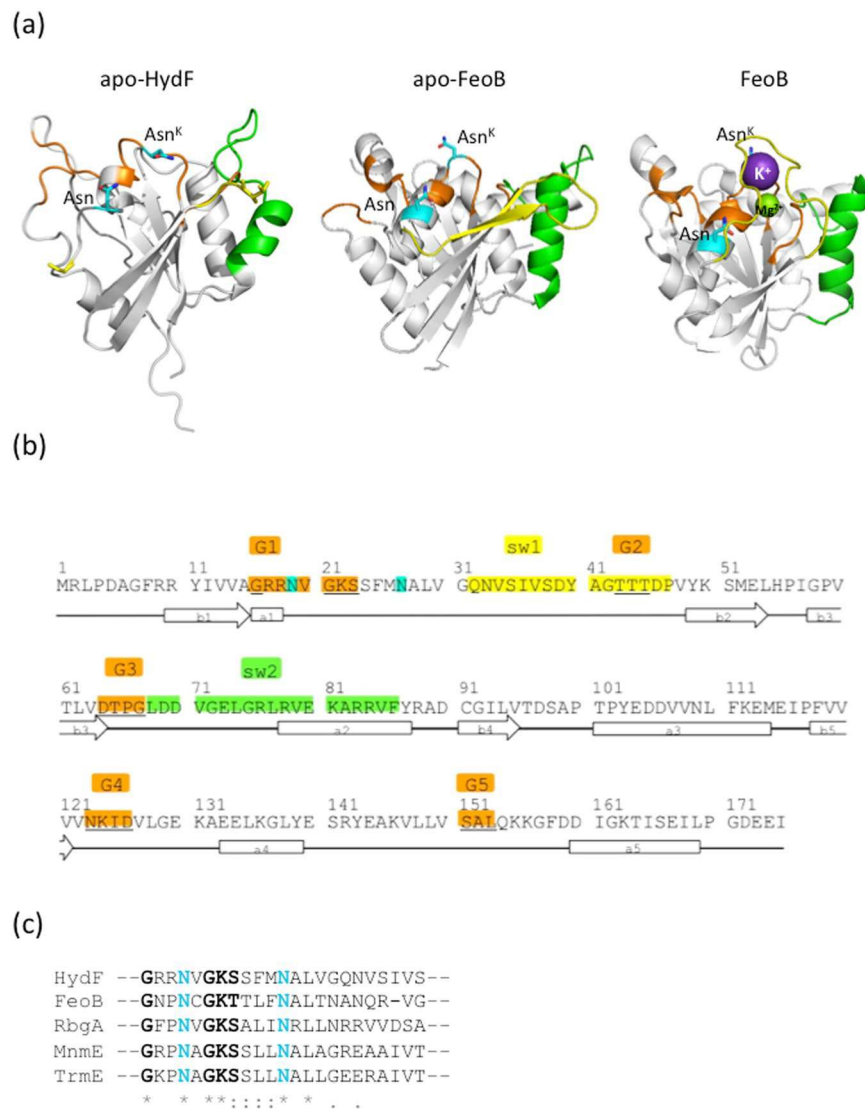 (a)
apo-HydF apo-FeoB FeoB
Asnᴷ Asnᴷ Asnᴷ
K⁺
Mg²⁺
Asn Asn Asn
(b)
G1 sw1 G2
1 11 21 31 41 51
MRLPDAGFRR YIVVAGRRNV GKSSFMNALV GQNVSIVSDY AGTTTDPVYK SMELHPIGPV
b1 a1 b2 b3
G3 sw2
61 71 81 91 101 111
TLVDTPGLDD VGELGRLRVE KARRVFYRAD CGILVTDSAP TPYEDDVVNL FKEMEIPFVV
b3 a2 b4 a3 b5
G4 G5
121 131 141 151 161 171
VVNKIDVLGE KAEELKGLYE SRYEAKVLLV SALQKKGFDD IGKTISEILP GDEEI
a4 a5
(c)
HydF --GRRNVGKSSFMNALVGQNVSIVS--
FeoB --GNPNCGKTTLFNALTNANQR-VG--
RbgA --GFPNVGKSALINRLLNRRVVDSA--
MnmE --GRPNAGKSSLLNALAGREAAIVT--
TrmE --GKPNAGKSSLLNALLGEERAIVT--
* * **::::* * . .